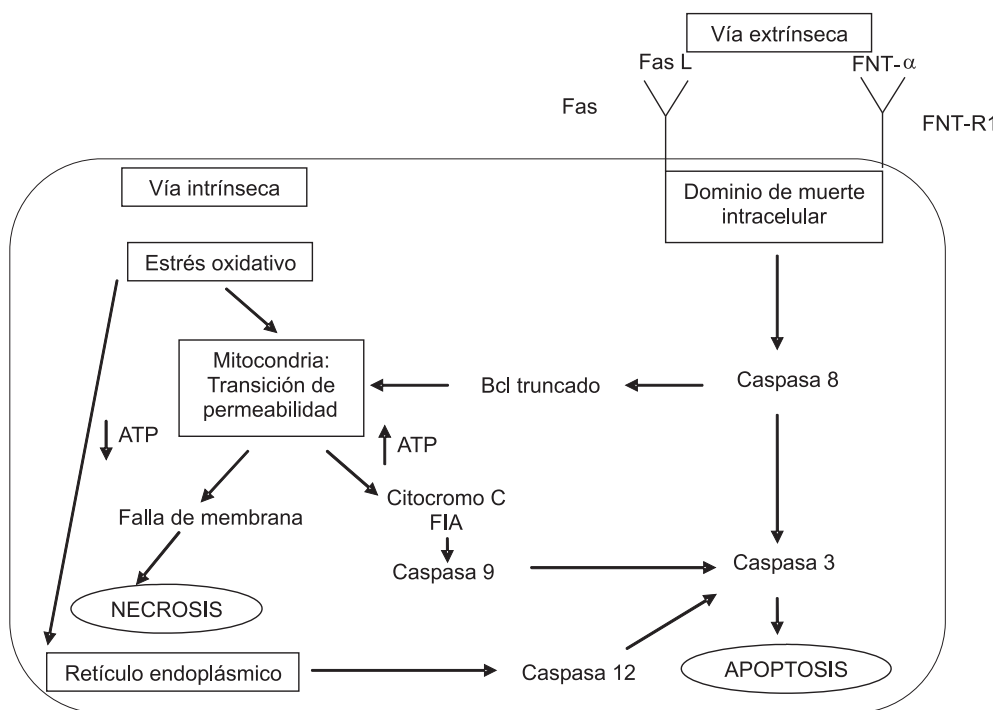 Vía extrínseca
Fas L
FNT-α
Fas
FNT-R1
Vía intrínseca
Dominio de muerte
intracelular
Estrés oxidativo
Mitocondria:
Transición de
permeabilidad
Bcl truncado
Caspasa 8
ATP
ATP
Citocromo C
FIA
Falla de membrana
Caspasa 9
Caspasa 3
NECROSIS
Retículo endoplásmico
Caspasa 12
APOPTOSIS